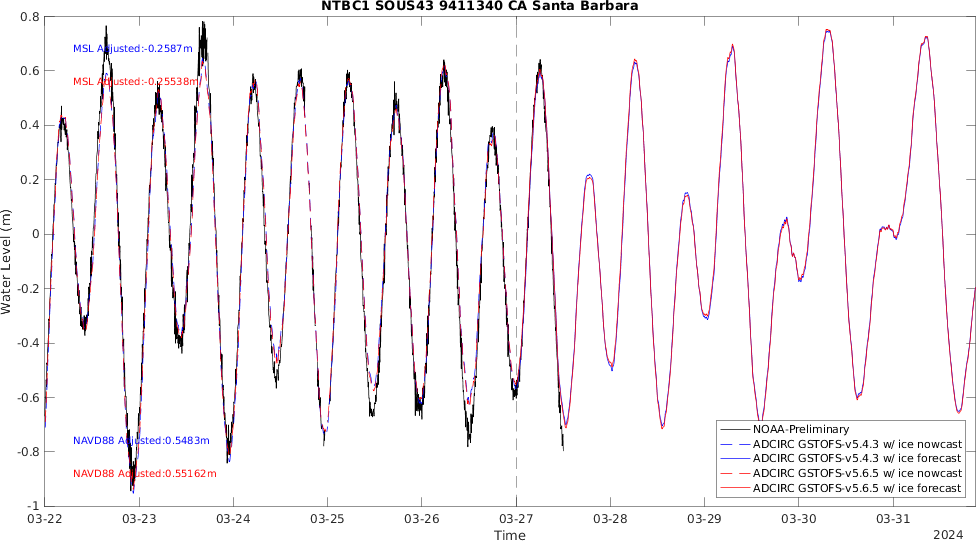 NTBC1 SOUS43 9411340 CA Santa Barbara
0.8
0.6
0.4
0.2
0
-0.2
-0.4
-0.6
-0.8
-1
Water Level (m)
MSL Adjusted:-0.2587m
MSL Adjusted:-0.25538m
NAVD88 Adjusted:0.5483m
NAVD88 Adjusted:0.55162m
NOAA-Preliminary
ADCIRC GSTOFS-v5.4.3 w/ ice nowcast
ADCIRC GSTOFS-v5.4.3 w/ ice forecast
ADCIRC GSTOFS-v5.6.5 w/ ice nowcast
ADCIRC GSTOFS-v5.6.5 w/ ice forecast
03-22 03-23 03-24 03-25 03-26 03-27 03-28 03-29 03-30 03-31
Time
2024